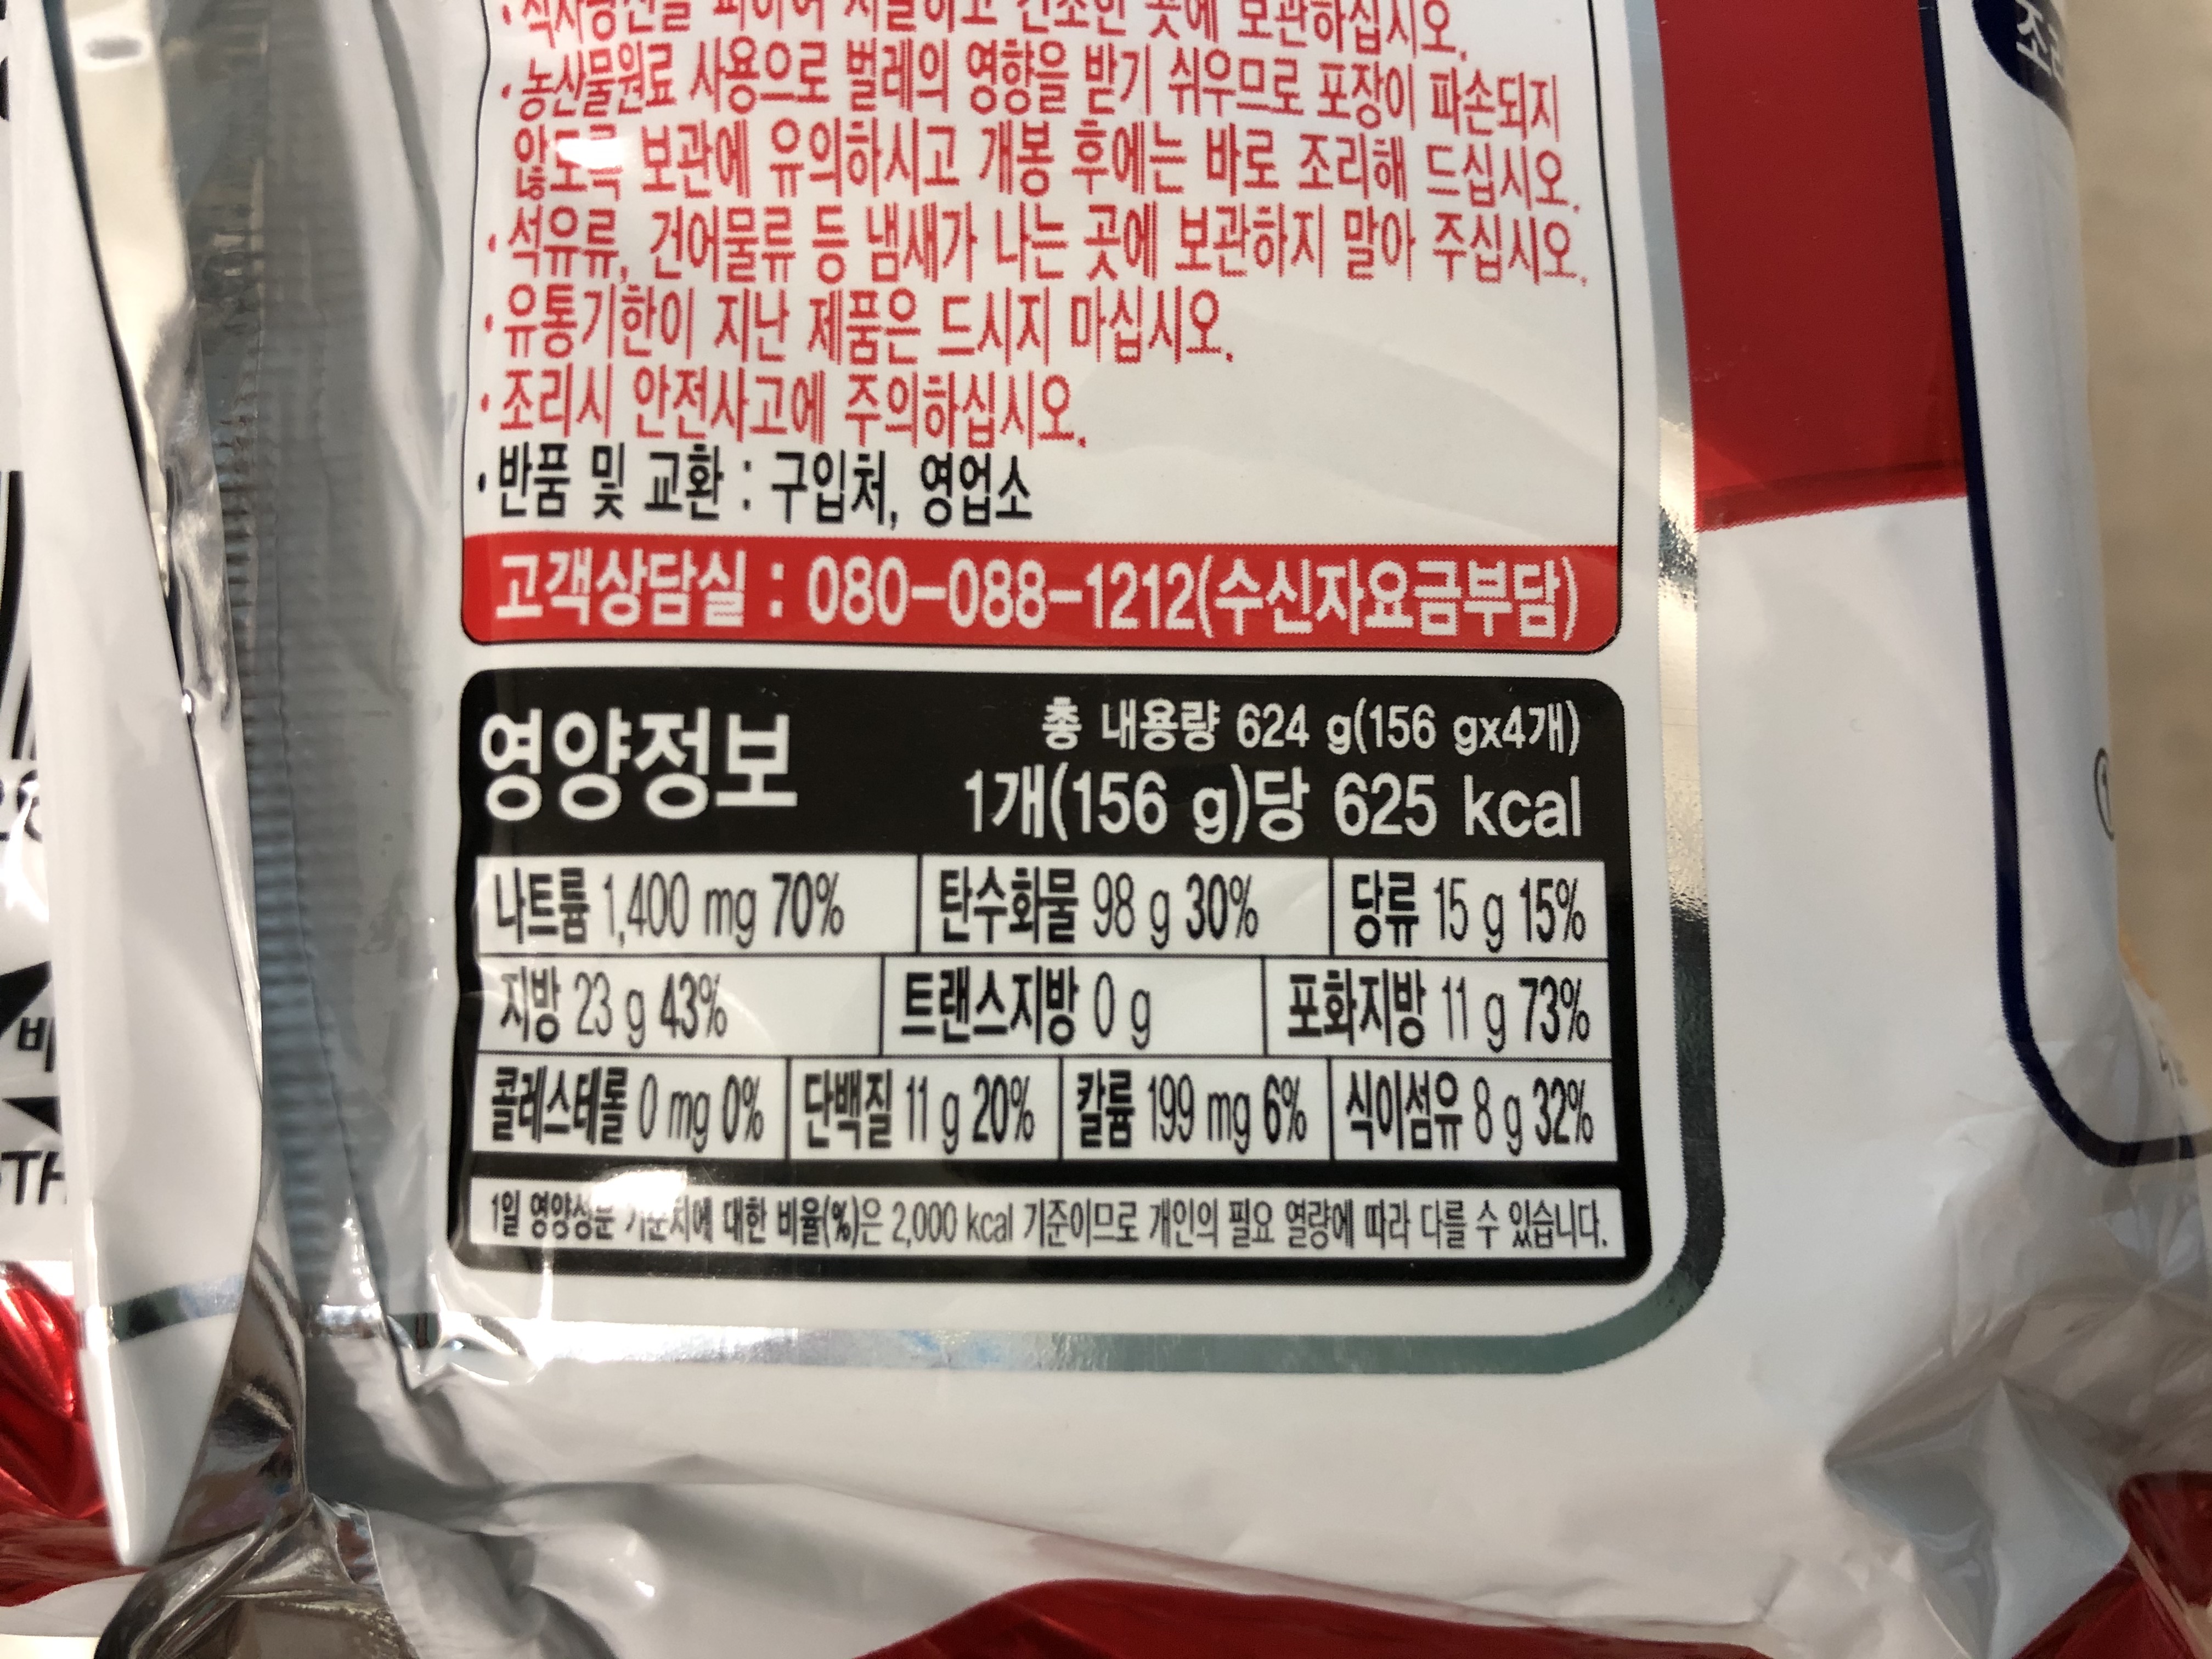 보관하십시오.
·농산물원료 사용으로 벌레의 영향을 받기 쉬우므로 포장이 파손되지
않도록 보관에 유의하시고 개봉 후에는 바로 조리해 드십시오.
·석유류, 건어물류 등 냄새가 나는 곳에 보관하지 말아 주십시오.
·유통기한이 지난 제품은 드시지 마십시오.
·조리시 안전사고에 주의하십시오.
·반품 및 교환 : 구입처, 영업소
고객상담실 : 080-088-1212(수신자요금부담)
영양정보
총 내용량 624 g(156 gx4개)
1개(156 g)당 625 kcal
나트륨 1,400 mg 70% 탄수화물 98 g 30% 당류 15 g 15%
지방 23 g 43% 트랜스지방 0 g 포화지방 11 g 73%
콜레스테롤 0 mg 0% 단백질 11 g 20% 칼륨 199 mg 6% 식이섬유 8 g 32%
1일 영양성분 기준치에 대한 비율(%)은 2,000 kcal 기준이므로 개인의 필요 열량에 따라 다를 수 있습니다.